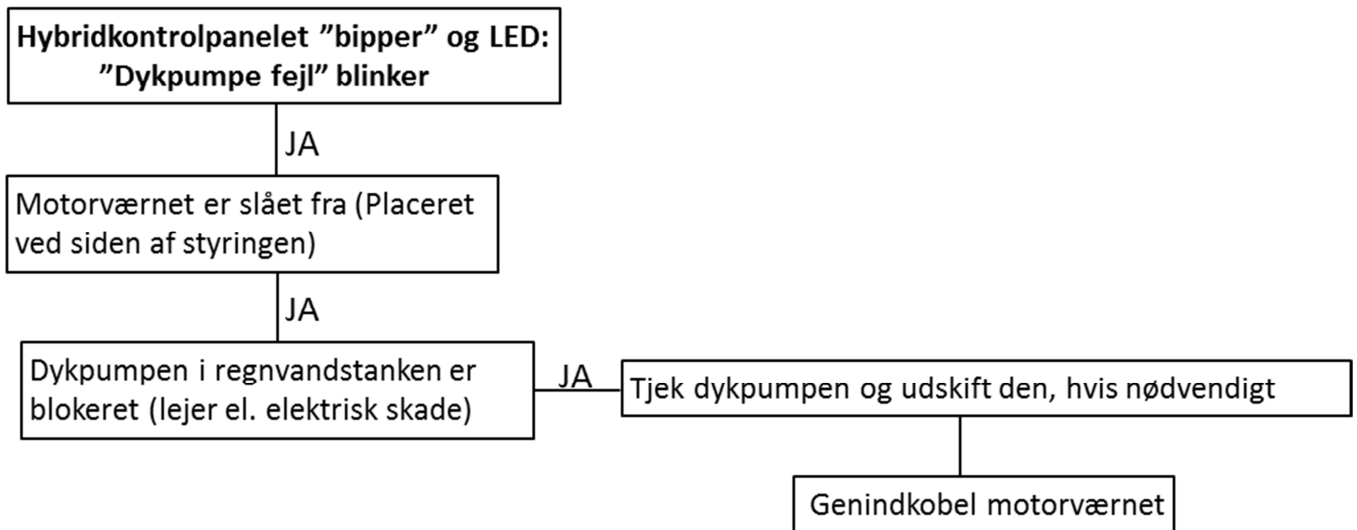 Hybridkontrolpanelet ”bipper” og LED:
”Dykpumpe fejl” blinker
JA
Motorværnet er slået fra (Placeret
ved siden af styringen)
JA
Dykpumpen i regnvandstanken er
blokeret (lejer el. elektrisk skade)
JA
Tjek dykpumpen og udskift den, hvis nødvendigt
Genindkobel motorværnet